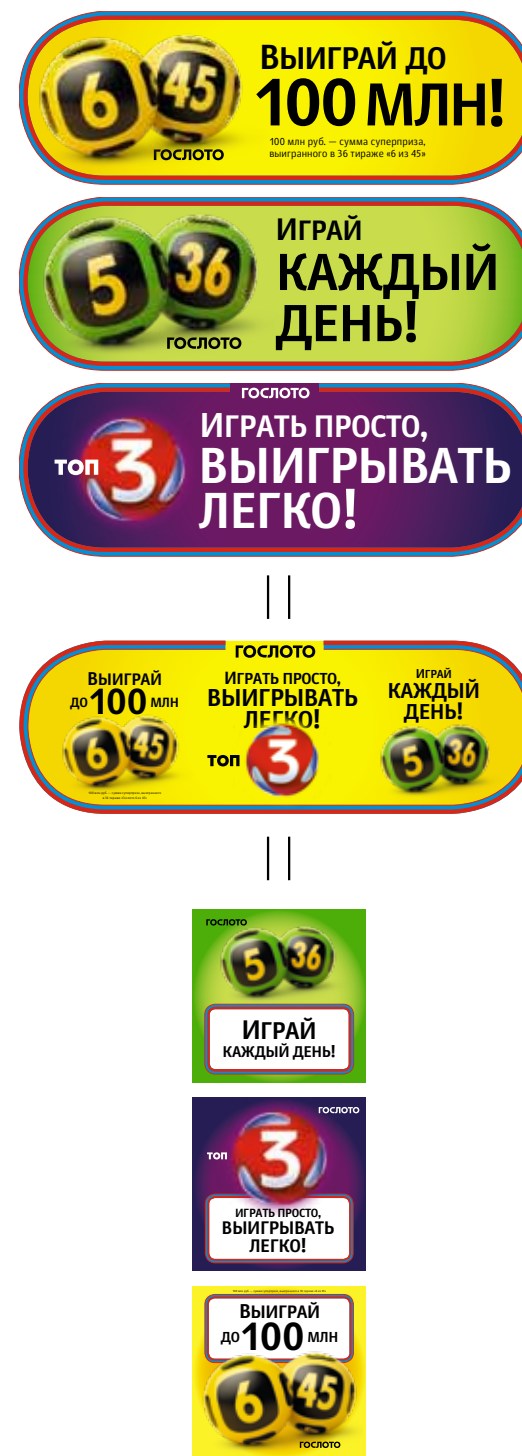 6 45
ВЫИГРАЙ ДО
100 МЛН!
100 млн руб. — сумма суперприза,
выигранного в 36 тираже «6 из 45»
ГОСЛОТО
5 36
ИГРАЙ
КАЖДЫЙ
ДЕНЬ!
ГОСЛОТО
ГОСЛОТО
ТОП 3
ИГРАТЬ ПРОСТО,
ВЫИГРЫВАТЬ
ЛЕГКО!
ГОСЛОТО
ВЫИГРАЙ
ДО 100 МЛН
6 45
ИГРАТЬ ПРОСТО,
ВЫИГРЫВАТЬ
ЛЕГКО!
ТОП 3
ИГРАЙ
КАЖДЫЙ
ДЕНЬ!
5 36
ГОСЛОТО
5 36
ИГРАЙ
КАЖДЫЙ ДЕНЬ!
ГОСЛОТО
ТОП 3
ИГРАТЬ ПРОСТО,
ВЫИГРЫВАТЬ
ЛЕГКО!
ВЫИГРАЙ
ДО 100 МЛН
6 45
ГОСЛОТО